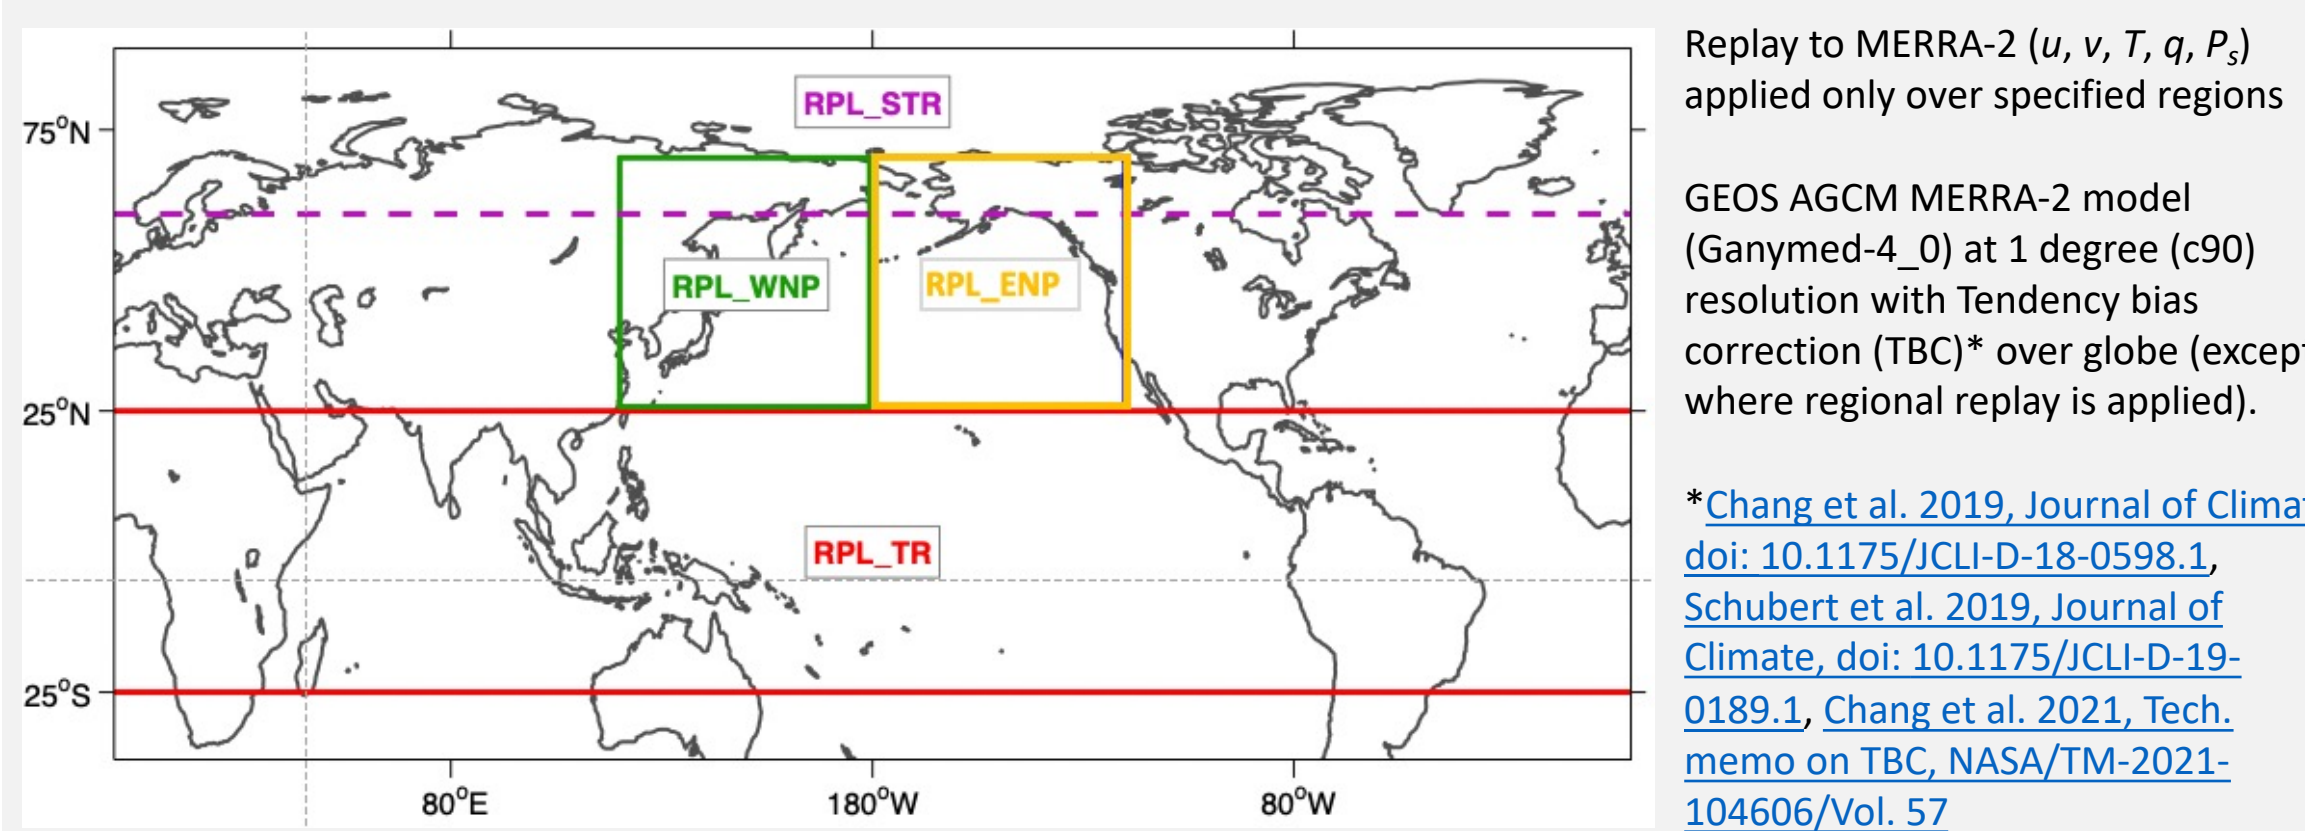 RPL_STR
75°N
RPL_WNP
RPL_ENP
25°N
RPL_TR
25°S
80°E
180°W
80°W
Replay to MERRA-2 (u, v, T, q, Ps)
applied only over specified regions
GEOS AGCM MERRA-2 model
(Ganymed-4_0) at 1 degree (c90)
resolution with Tendency bias
correction (TBC)* over globe (except
where regional replay is applied).
*Chang et al. 2019, Journal of Climat
doi: 10.1175/JCLI-D-18-0598.1,
Schubert et al. 2019, Journal of
Climate, doi: 10.1175/JCLI-D-19-
0189.1, Chang et al. 2021, Tech.
memo on TBC, NASA/TM-2021-
104606/Vol. 57